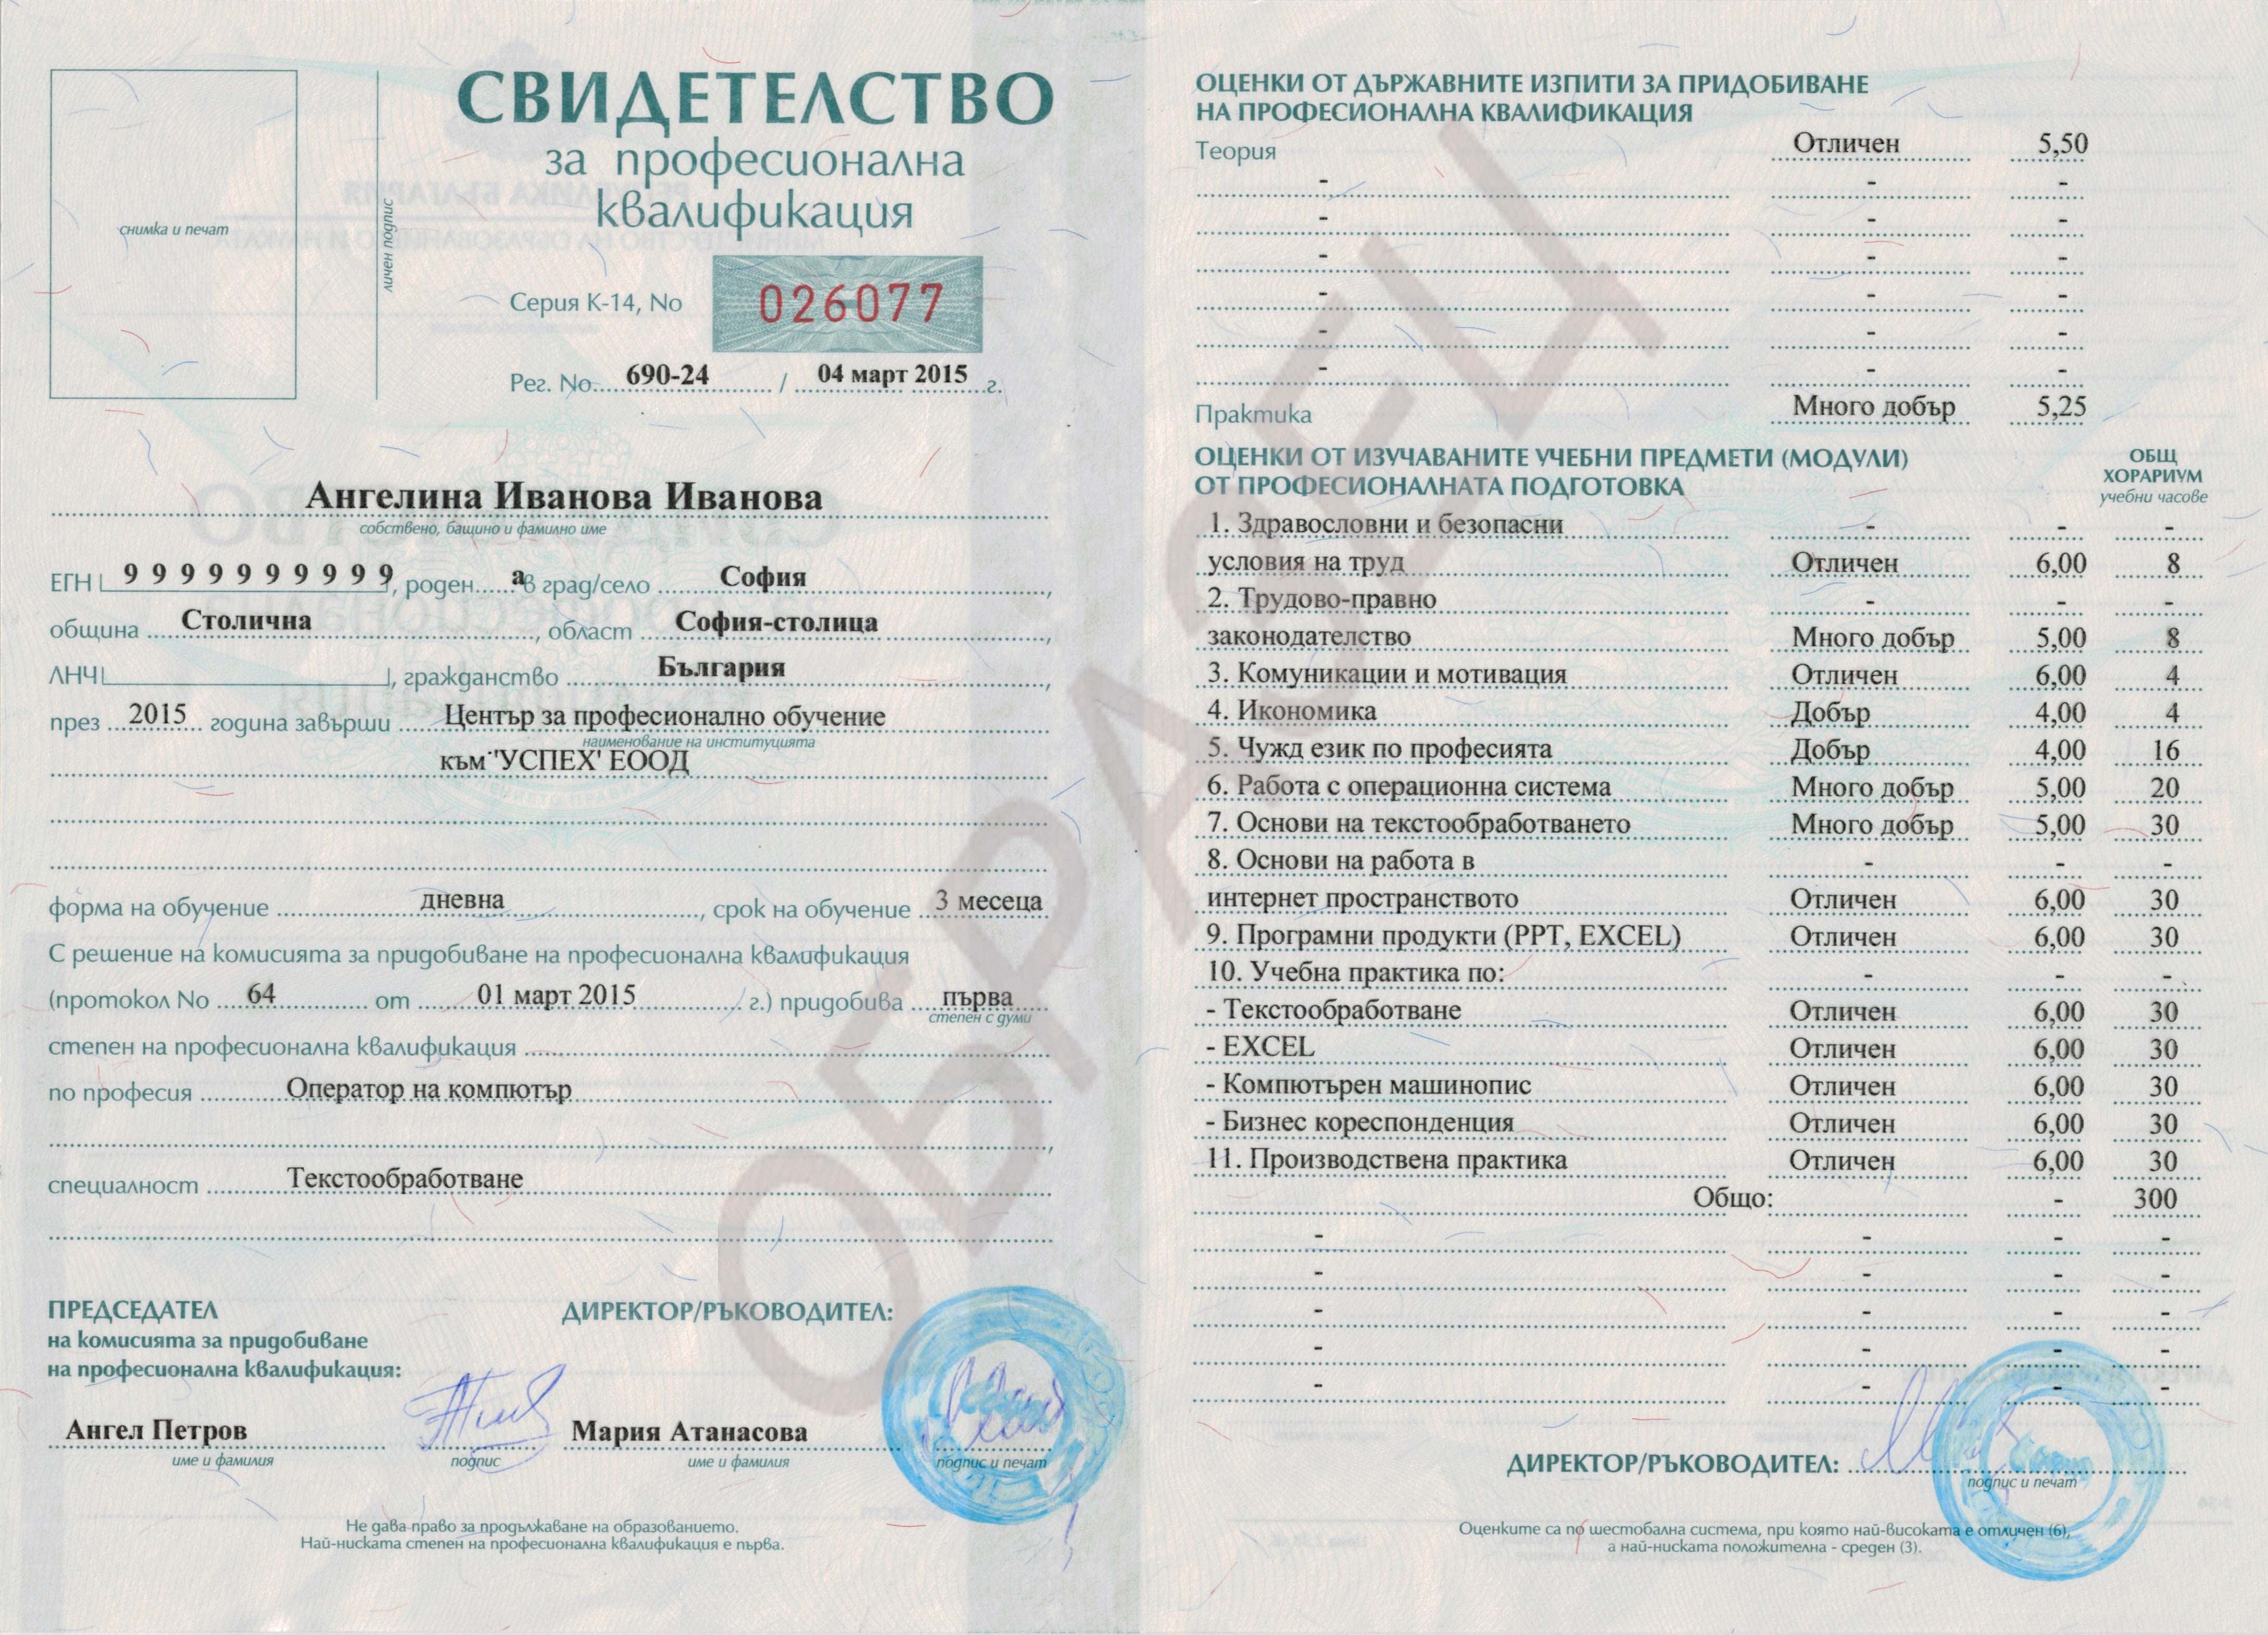 СВИДЕТЕЛСТВО
за професионална
квалификация
снимка и печат
личен подпис
Серия К-14, No 026077
Рег. No 690-24 / 04 март 2015 г.
Ангелина Иванова Иванова
собствено, бащино и фамилно име
ЕГН 9 9 9 9 9 9 9 9 9 9, роден а в град/село София,
община Столична, област София-столица,
ЛНЧ, гражданство България,
през 2015 година завърши Център за професионално обучение
наименование на институцията
към "УСПЕХ' ЕООД
форма на обучение дневна, срок на обучение 3 месеца
С решение на комисията за придобиване на професионална квалификация
(протокол No 64 от 01 март 2015 г.) придобива първа
степен с думи
степен на професионална квалификация
по професия Оператор на компютър
,
специалност Текстообработване
ПРЕДСЕДАТЕЛ
на комисията за придобиване
на професионална квалификация:
ДИРЕКТОР/РЪКОВОДИТЕЛ:
Ангел Петров Мария Атанасова
име и фамилия подпис име и фамилия подпис и печат
Не дава право за продължаване на образованието.
Най-ниската степен на професионална квалификация е първа.
ОБРАЗЕЦ
ОЦЕНКИ ОТ ДЪРЖАВНИТЕ ИЗПИТИ ЗА ПРИДОБИВАНЕ
НА ПРОФЕСИОНАЛНА КВАЛИФИКАЦИЯ
Теория Отличен 5,50
- - -
- - -
- - -
- - -
- - -
- - -
Практика Много добър 5,25
ОЦЕНКИ ОТ ИЗУЧАВАНИТЕ УЧЕБНИ ПРЕДМЕТИ (МОДУЛИ)
ОТ ПРОФЕСИОНАЛНАТА ПОДГОТОВКА
ОБЩ
ХОРАРИУМ
учебни часове
1. Здравословни и безопасни - - -
условия на труд Отличен 6,00 8
2. Трудово-правно - - -
законодателство Много добър 5,00 8
3. Комуникации и мотивация Отличен 6,00 4
4. Икономика Добър 4,00 4
5. Чужд език по професията Добър 4,00 16
6. Работа с операционна система Много добър 5,00 20
7. Основи на текстообработването Много добър 5,00 30
8. Основи на работа в - - -
интернет пространството Отличен 6,00 30
9. Програмни продукти (PPT, EXCEL) Отличен 6,00 30
10. Учебна практика по: - - -
- Текстообработване Отличен 6,00 30
- EXCEL Отличен 6,00 30
- Компютърен машинопис Отличен 6,00 30
- Бизнес кореспонденция Отличен 6,00 30
11. Производствена практика Отличен 6,00 30
Общо: - 300
- - - -
- - - -
- - - -
- - - -
- - - -
ДИРЕКТОР/РЪКОВОДИТЕЛ:
подпис и печат
Оценките са по шестобална система, при която най-високата е отличен (6),
а най-ниската положителна - среден (3).